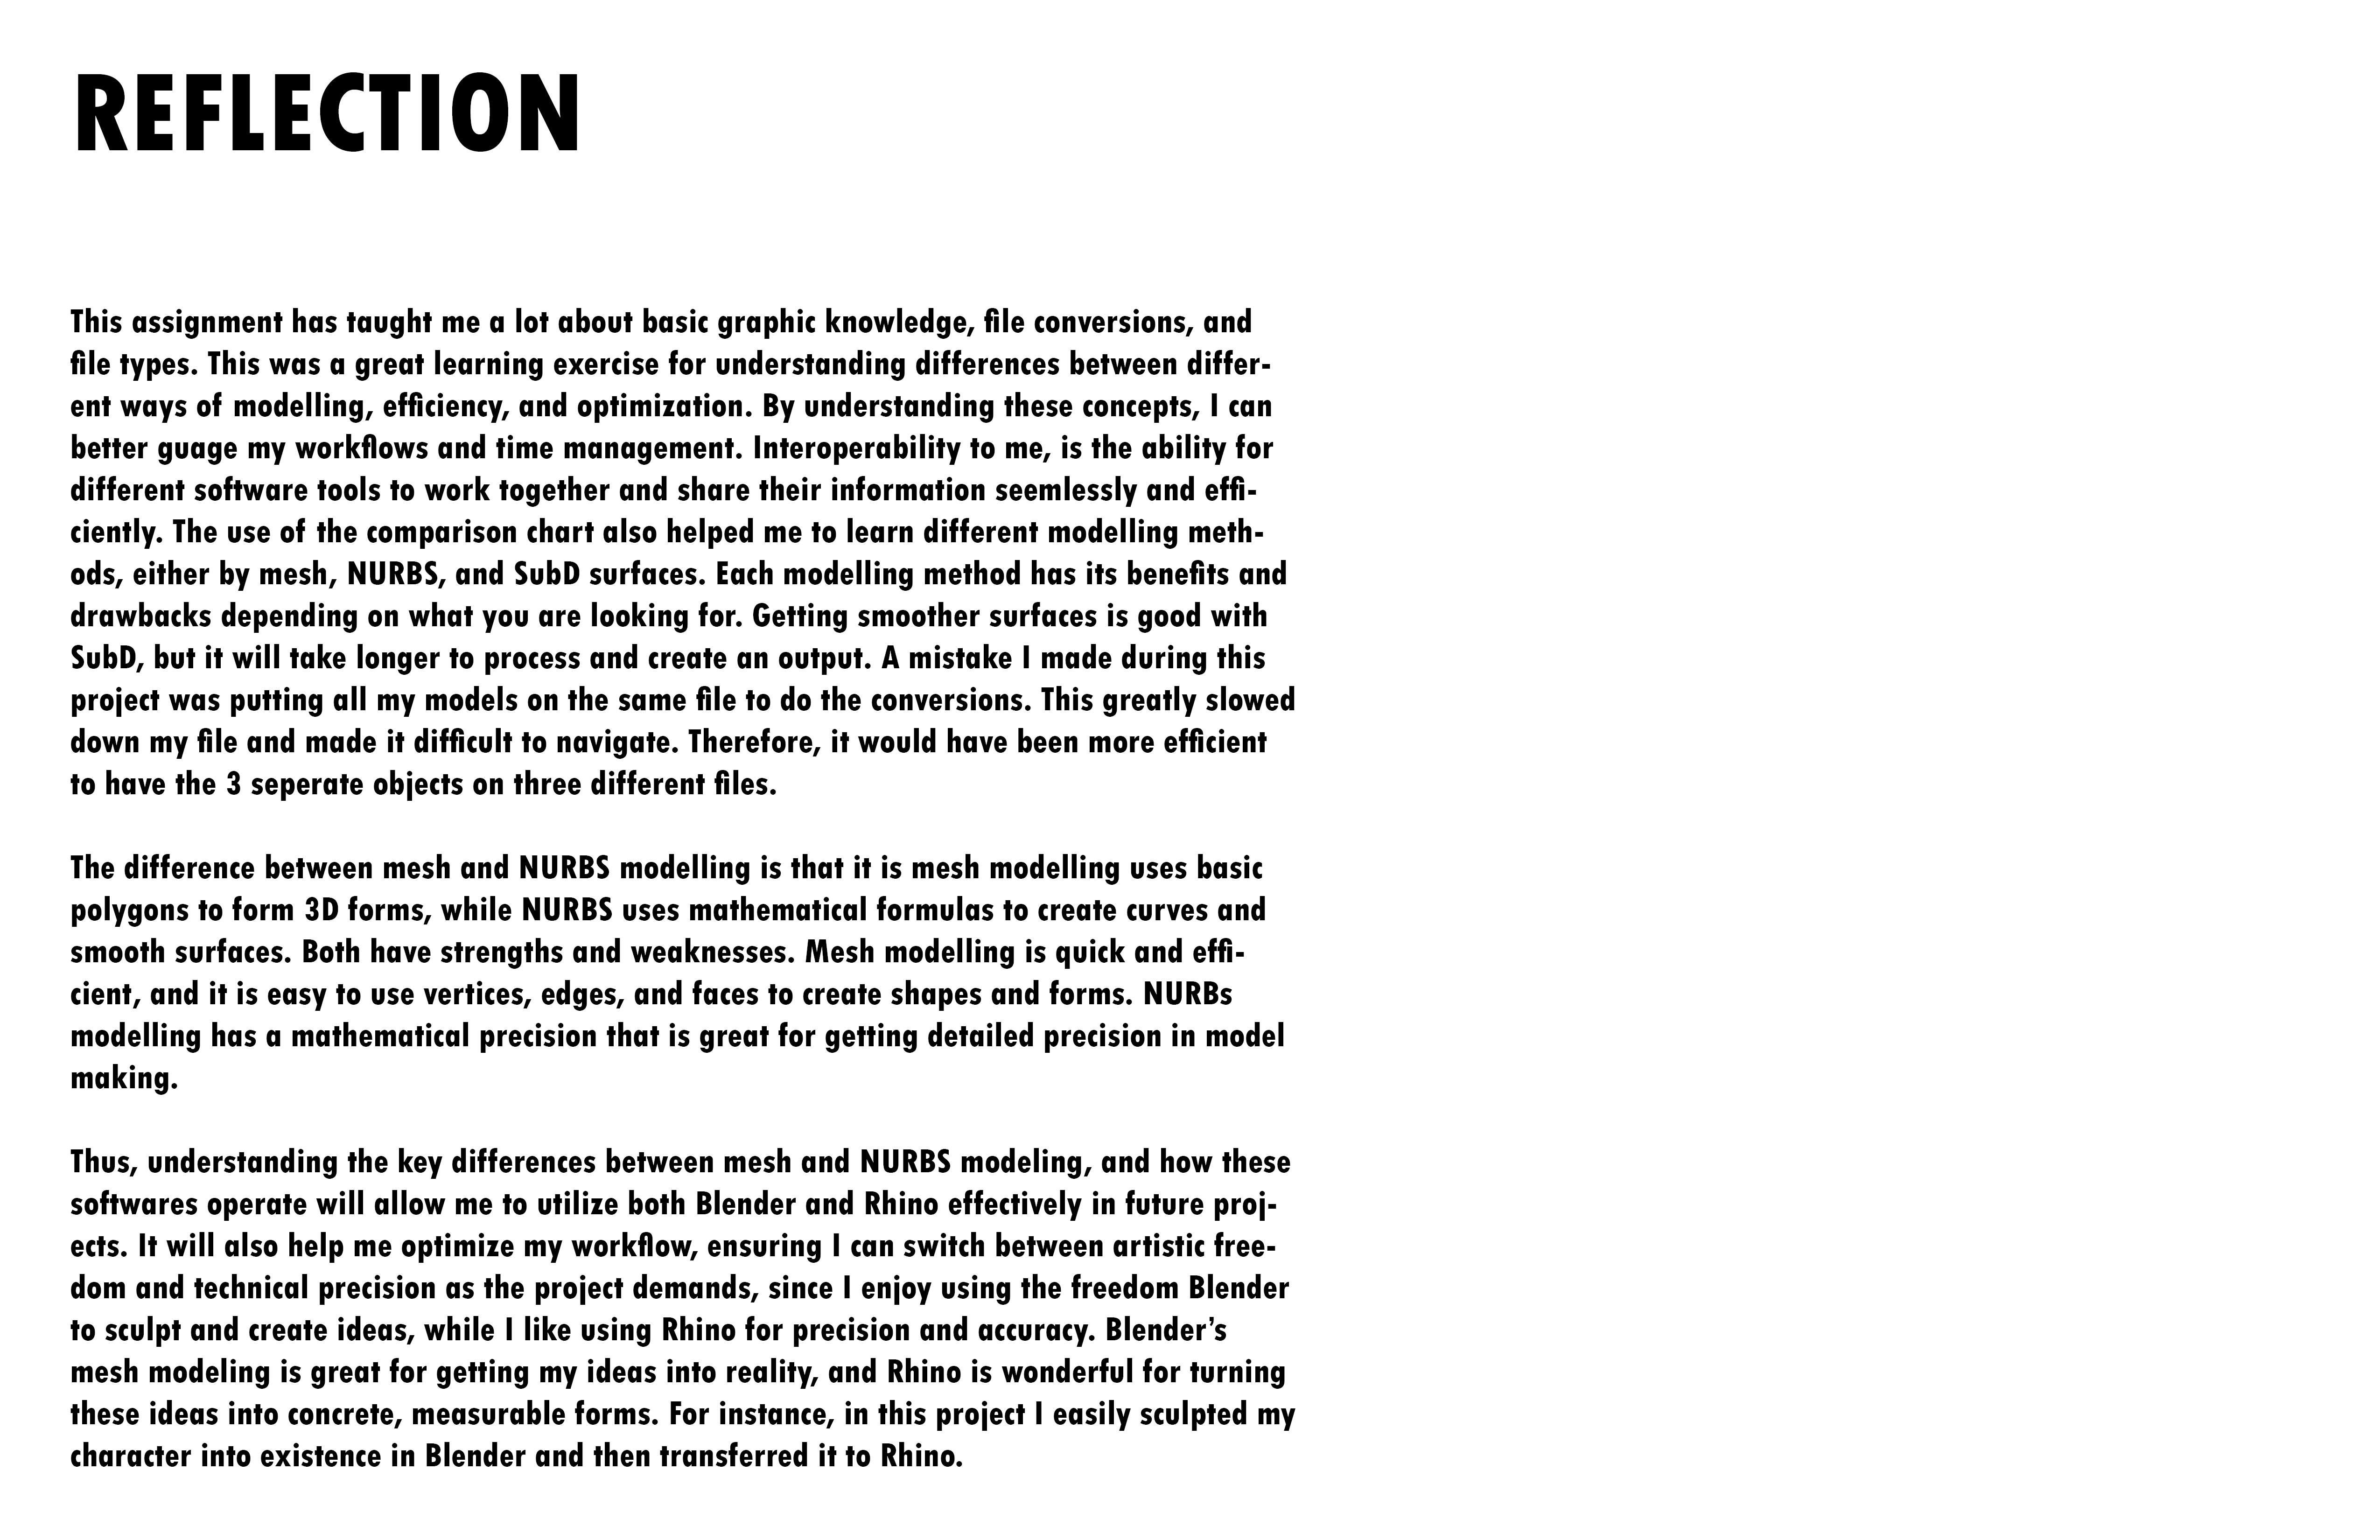 REFLECTION
This assignment has taught me a lot about basic graphic knowledge, file conversions, and
file types. This was a great learning exercise for understanding differences between differ-
ent ways of modelling, efficiency, and optimization. By understanding these concepts, I can
better guage my workflows and time management. Interoperability to me, is the ability for
different software tools to work together and share their information seemlessly and effi-
ciently. The use of the comparison chart also helped me to learn different modelling meth-
ods, either by mesh, NURBS, and SubD surfaces. Each modelling method has its benefits and
drawbacks depending on what you are looking for. Getting smoother surfaces is good with
SubD, but it will take longer to process and create an output. A mistake I made during this
project was putting all my models on the same file to do the conversions. This greatly slowed
down my file and made it difficult to navigate. Therefore, it would have been more efficient
to have the 3 seperate objects on three different files.
The difference between mesh and NURBS modelling is that it is mesh modelling uses basic
polygons to form 3D forms, while NURBS uses mathematical formulas to create curves and
smooth surfaces. Both have strengths and weaknesses. Mesh modelling is quick and effi-
cient, and it is easy to use vertices, edges, and faces to create shapes and forms. NURBs
modelling has a mathematical precision that is great for getting detailed precision in model
making.
Thus, understanding the key differences between mesh and NURBS modeling, and how these
softwares operate will allow me to utilize both Blender and Rhino effectively in future proj-
ects. It will also help me optimize my workflow, ensuring I can switch between artistic free-
dom and technical precision as the project demands, since I enjoy using the freedom Blender
to sculpt and create ideas, while I like using Rhino for precision and accuracy. Blender’s
mesh modeling is great for getting my ideas into reality, and Rhino is wonderful for turning
these ideas into concrete, measurable forms. For instance, in this project I easily sculpted my
character into existence in Blender and then transferred it to Rhino.